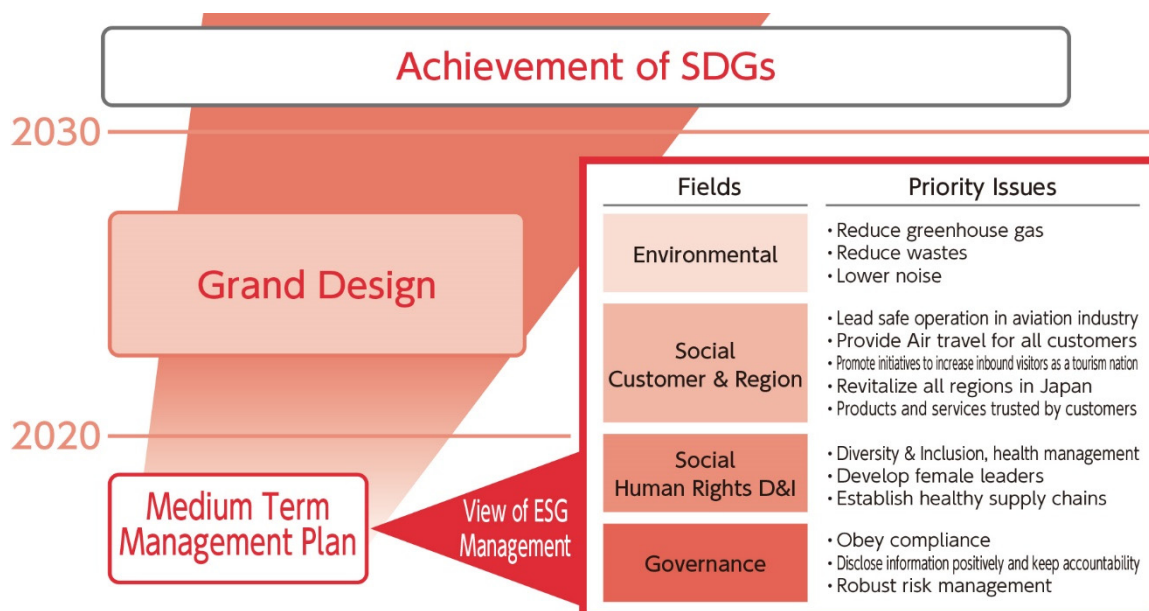 Achievement of SDGs
2030
Grand Design
2020
Medium Term
Management Plan
View of ESG
Management
Fields
Priority Issues
Environmental
・Reduce greenhouse gas
・Reduce wastes
・Lower noise
Social
Customer & Region
・Lead safe operation in aviation industry
・Provide Air travel for all customers
・Promote initiatives to increase inbound visitors as a tourism nation
・Revitalize all regions in Japan
・Products and services trusted by customers
Social
Human Rights D&I
・Diversity & Inclusion, health management
・Develop female leaders
・Establish healthy supply chains
Governance
・Obey compliance
・Disclose information positively and keep accountability
・Robust risk management